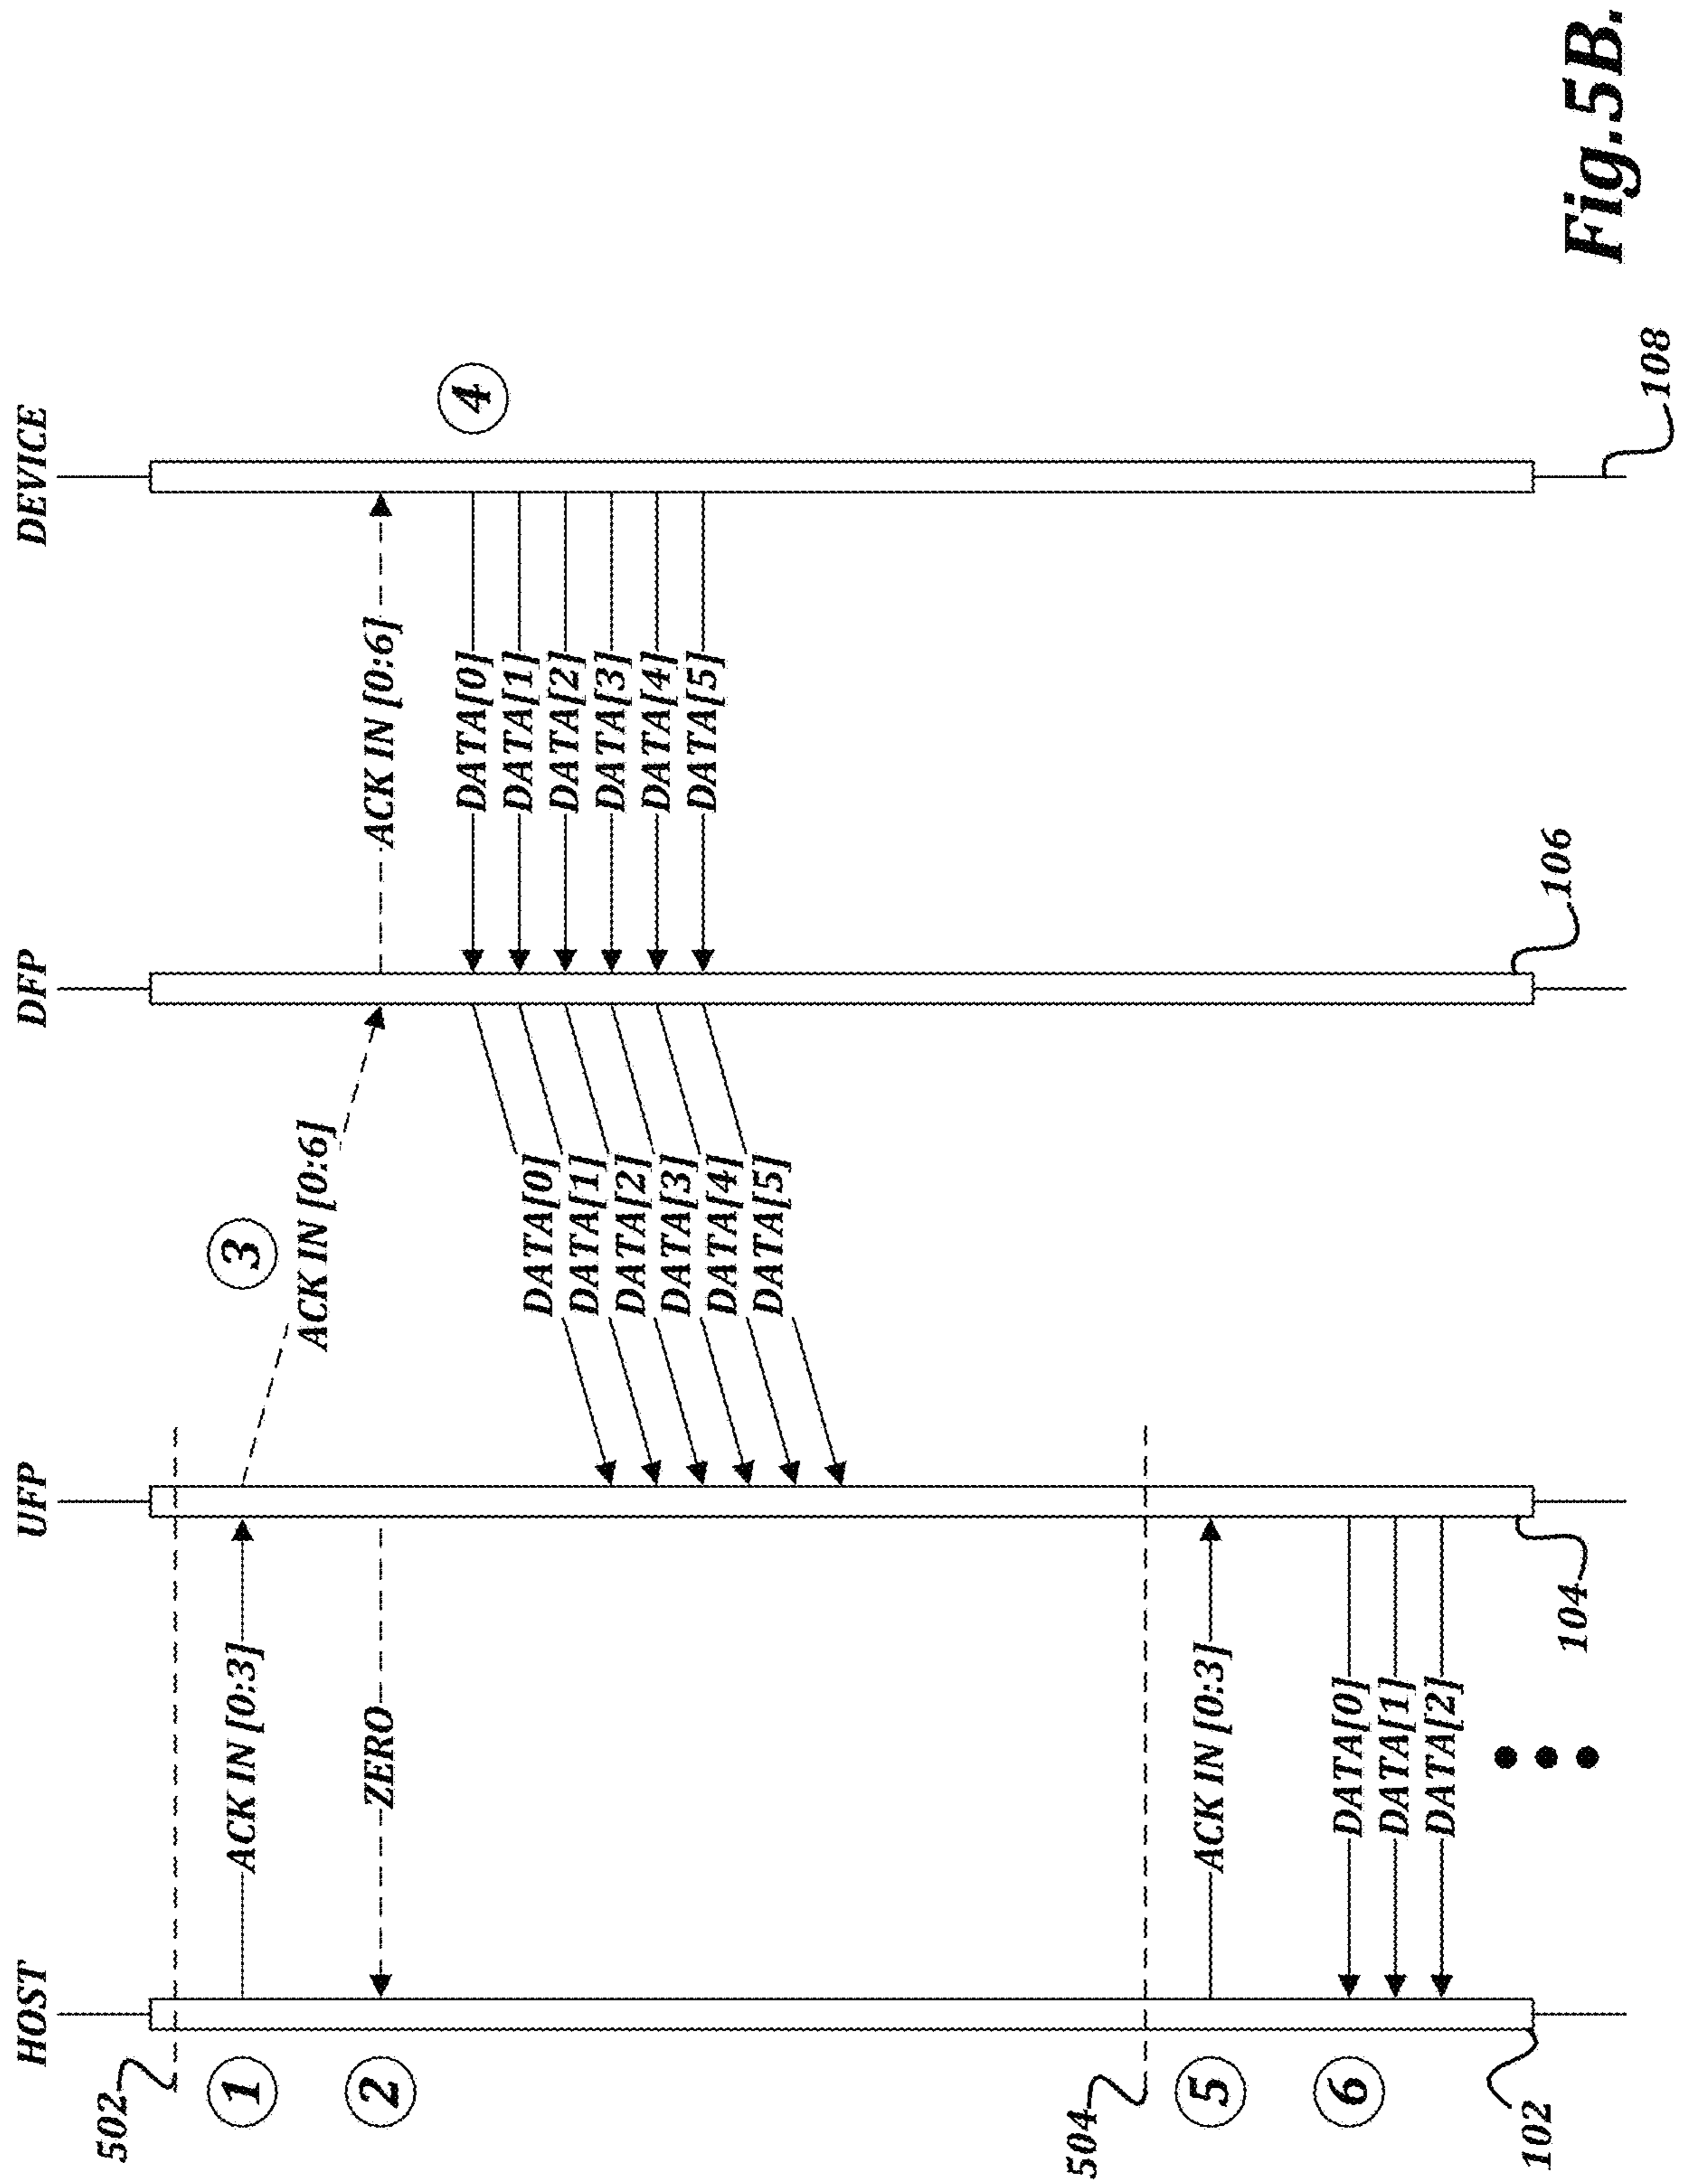 HOST
UFP
DFP
DEVICE
502
1
ACK IN [0:3]
3
ACK IN [0:6]
2
ZERO
ACK IN [0:6]
4
DATA[0]
DATA[1]
DATA[2]
DATA[3]
DATA[4]
DATA[5]
DATA[0]
DATA[1]
DATA[2]
DATA[3]
DATA[4]
DATA[5]
504
5
ACK IN [0:3]
6
DATA[0]
DATA[1]
DATA[2]
102
104
106
108
Fig.5B.